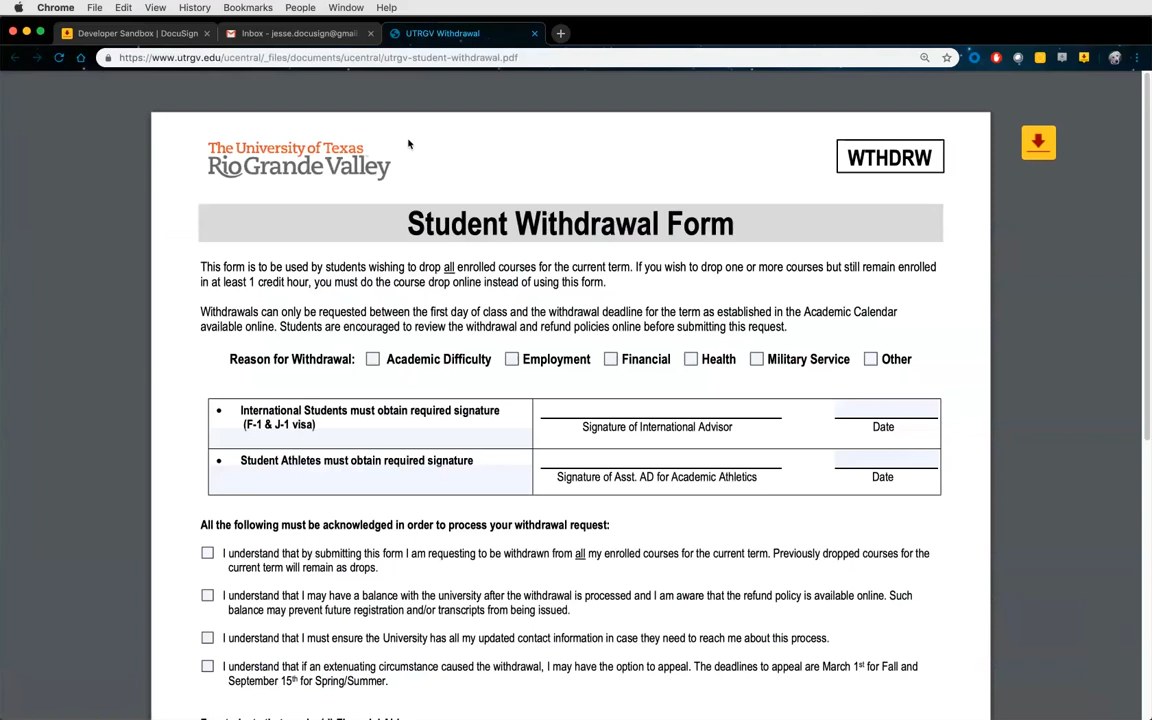 Chrome File Edit View History Bookmarks People Window Help
Developer Sandbox | DocuSign × Inbox - jesse.docusign@gmai × UTRGV Withdrawal ×
https://www.utrgv.edu/ucentral/_files/documents/ucentral/utrgv-student-withdrawal.pdf
The University of Texas
Rio Grande Valley
WTHDRW
Student Withdrawal Form
This form is to be used by students wishing to drop all enrolled courses for the current term. If you wish to drop one or more courses but still remain enrolled
in at least 1 credit hour, you must do the course drop online instead of using this form.
Withdrawals can only be requested between the first day of class and the withdrawal deadline for the term as established in the Academic Calendar
available online. Students are encouraged to review the withdrawal and refund policies online before submitting this request.
Reason for Withdrawal: Academic Difficulty Employment Financial Health Military Service Other
• International Students must obtain required signature
(F-1 & J-1 visa)
Signature of International Advisor Date
• Student Athletes must obtain required signature
Signature of Asst. AD for Academic Athletics Date
All the following must be acknowledged in order to process your withdrawal request:
I understand that by submitting this form I am requesting to be withdrawn from all my enrolled courses for the current term. Previously dropped courses for the
current term will remain as drops.
I understand that I may have a balance with the university after the withdrawal is processed and I am aware that the refund policy is available online. Such
balance may prevent future registration and/or transcripts from being issued.
I understand that I must ensure the University has all my updated contact information in case they need to reach me about this process.
I understand that if an extenuating circumstance caused the withdrawal, I may have the option to appeal. The deadlines to appeal are March 1st for Fall and
September 15th for Spring/Summer.